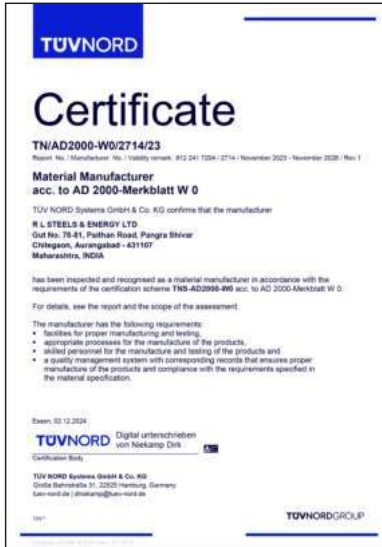 TÜVNORD
Certificate
TN/AD2000-W0/2714/23
Report No. / Manufacturer No. / Validity remark: 812 241 7204 / 2714 / November 2023 - November 2026 / Rev.1
Material Manufacturer
acc. to AD 2000-Merkblatt W 0
TÜV NORD Systems GmbH & Co. KG confirms that the manufacturer
R L STEELS & ENERGY LTD
Gut No. 78-81, Paithan Road, Pangra Shivar
Chitegaon, Aurangabad - 431107
Maharashtra, INDIA
has been inspected and recognised as a material manufacturer in accordance with the
requirements of the certification scheme TNS-AD2000-W0 acc. to AD 2000-Merkblatt W 0.
For details, see the report and the scope of the assessment.
The manufacturer has the following requirements:
• facilities for proper manufacturing and testing,
• appropriate processes for the manufacture of the products,
• skilled personnel for the manufacture and testing of the products and
• a quality management system with corresponding records that ensures proper
manufacture of the products and compliance with the requirements specified in
the material specification.
Essen, 02.12.2024
TÜVNORD
Digital unterschrieben
von Niekamp Dirk
Certification Body
TÜV NORD Systems GmbH & Co. KG
Große Bahnstraße 31, 22525 Hamburg, Germany
tuev-nord.de | dniekamp@tuev-nord.de
TÜVNORDGROUP